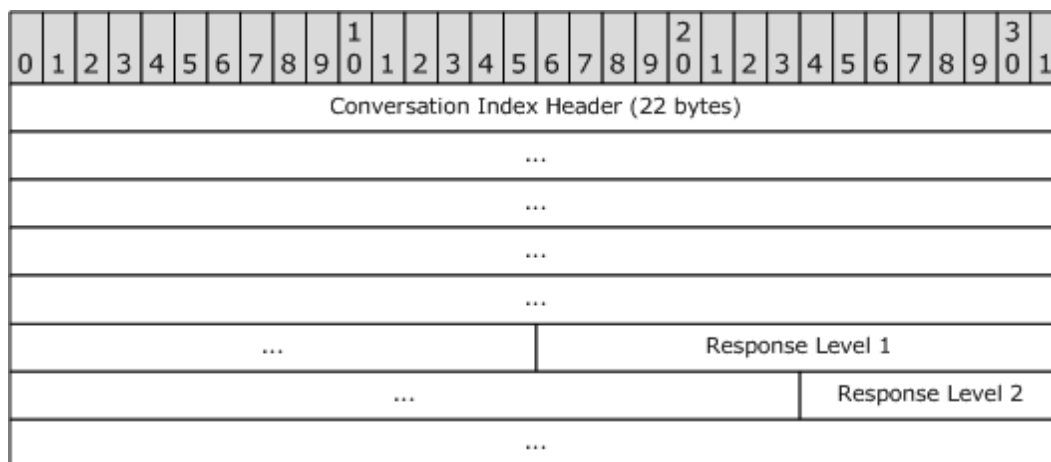 1 2 3
0 1 2 3 4 5 6 7 8 9 0 1 2 3 4 5 6 7 8 9 0 1 2 3 4 5 6 7 8 9 0 1
Conversation Index Header (22 bytes)
...
...
...
...
... Response Level 1
... Response Level 2
...